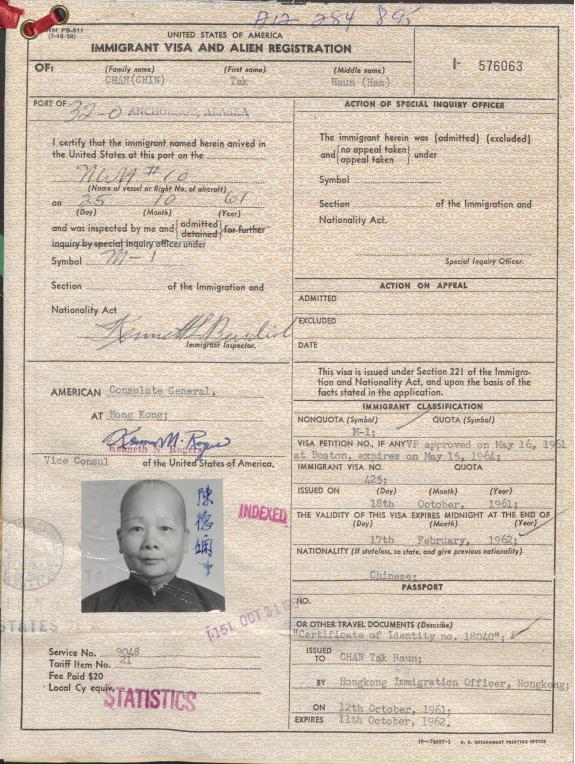 FORM FS-511
(7-15-58)
A12 284 895
UNITED STATES OF AMERICA
IMMIGRANT VISA AND ALIEN REGISTRATION
OF:
(Family name) (First name) (Middle name)
CHAN(CHIN) Tak Haun (Han)
I- 576063
PORT OF 32-0 ANCHORAGE, ALASKA
I certify that the immigrant named herein arrived in
the United States at this port on the
NWA #10
(Name of vessel or flight No. of aircraft)
on 25 10 61
(Day) (Month) (Year)
and was inspected by me and {admitted
detained} for further
inquiry by special inquiry officer under
Symbol M-1
Section of the Immigration and
Nationality Act
Immigrant Inspector.
AMERICAN Consulate General,
AT Hong Kong;
Kenneth N. Rogers
Vice Consul of the United States of America.
陳德嫻
INDEXED
STATES OF
I-151 OCT 31
Service No. 9048
Tariff Item No. 21
Fee Paid $20
Local Cy equiv.
STATISTICS
ACTION OF SPECIAL INQUIRY OFFICER
The immigrant herein was (admitted) (excluded)
and {no appeal taken
appeal taken} under
Symbol
Section of the Immigration and
Nationality Act.
Special Inquiry Officer.
ACTION ON APPEAL
ADMITTED
EXCLUDED
DATE
This visa is issued under Section 221 of the Immigra-
tion and Nationality Act, and upon the basis of the
facts stated in the application.
IMMIGRANT CLASSIFICATION
NONQUOTA (Symbol) QUOTA (Symbol)
M-1;
VISA PETITION NO. IF ANY VP approved on May 16, 1961
at Boston, expires on May 15, 1964;
IMMIGRANT VISA NO. QUOTA
425;
ISSUED ON (Day) (Month) (Year)
18th October, 1961;
THE VALIDITY OF THIS VISA EXPIRES MIDNIGHT AT THE END OF
(Day) (Month) (Year)
17th February, 1962;
NATIONALITY (If stateless, so state, and give previous nationality)
Chinese;
PASSPORT
NO.
OR OTHER TRAVEL DOCUMENTS (Describe)
"Certificate of Identity no. 18040";
ISSUED
TO CHAN Tak Haun;
BY Hongkong Immigration Officer, Hongkong;
ON 12th October, 1961;
EXPIRES 11th October, 1962.
16—74697-1 U. S. GOVERNMENT PRINTING OFFICE